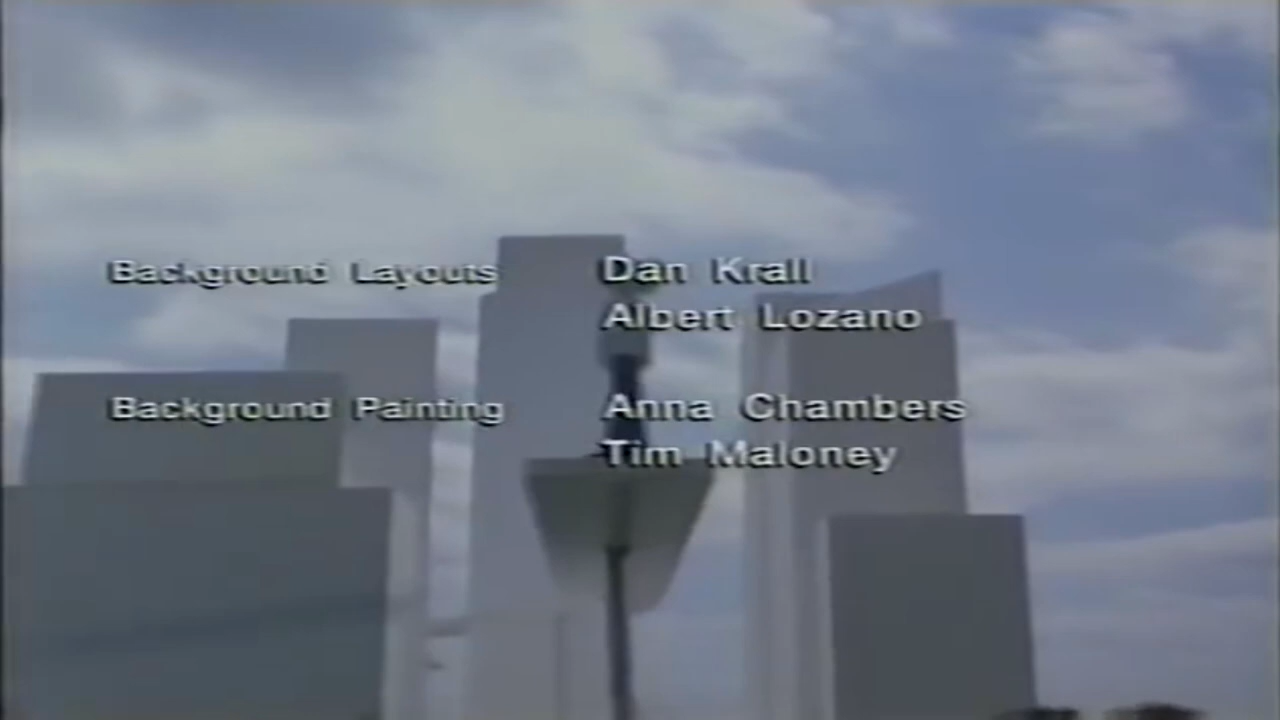 Background Layouts Dan Krall
Albert Lozano
Background Painting Anna Chambers
Tim Maloney